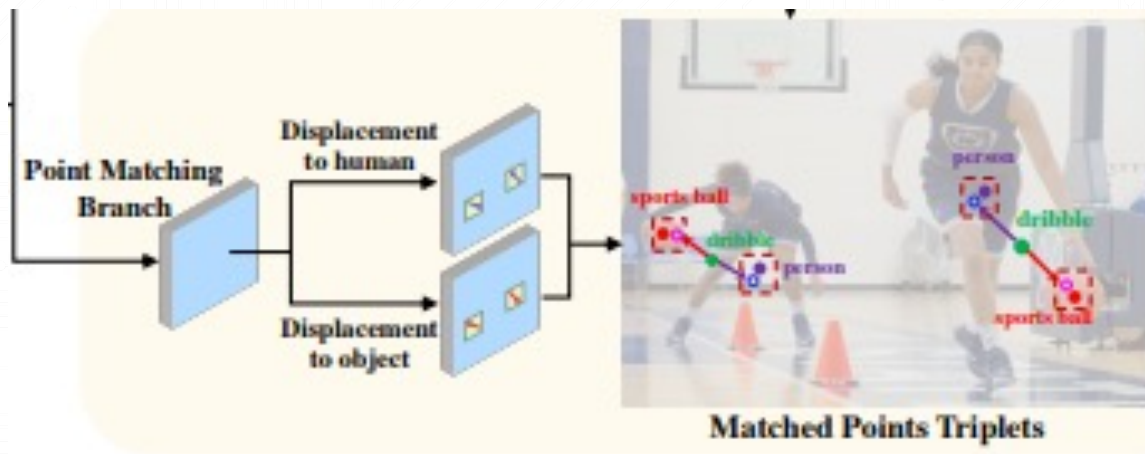 Point Matching
Branch
Displacement
to human
Displacement
to object
person
sports ball
dribble
dribble
person
sports ball
Matched Points Triplets